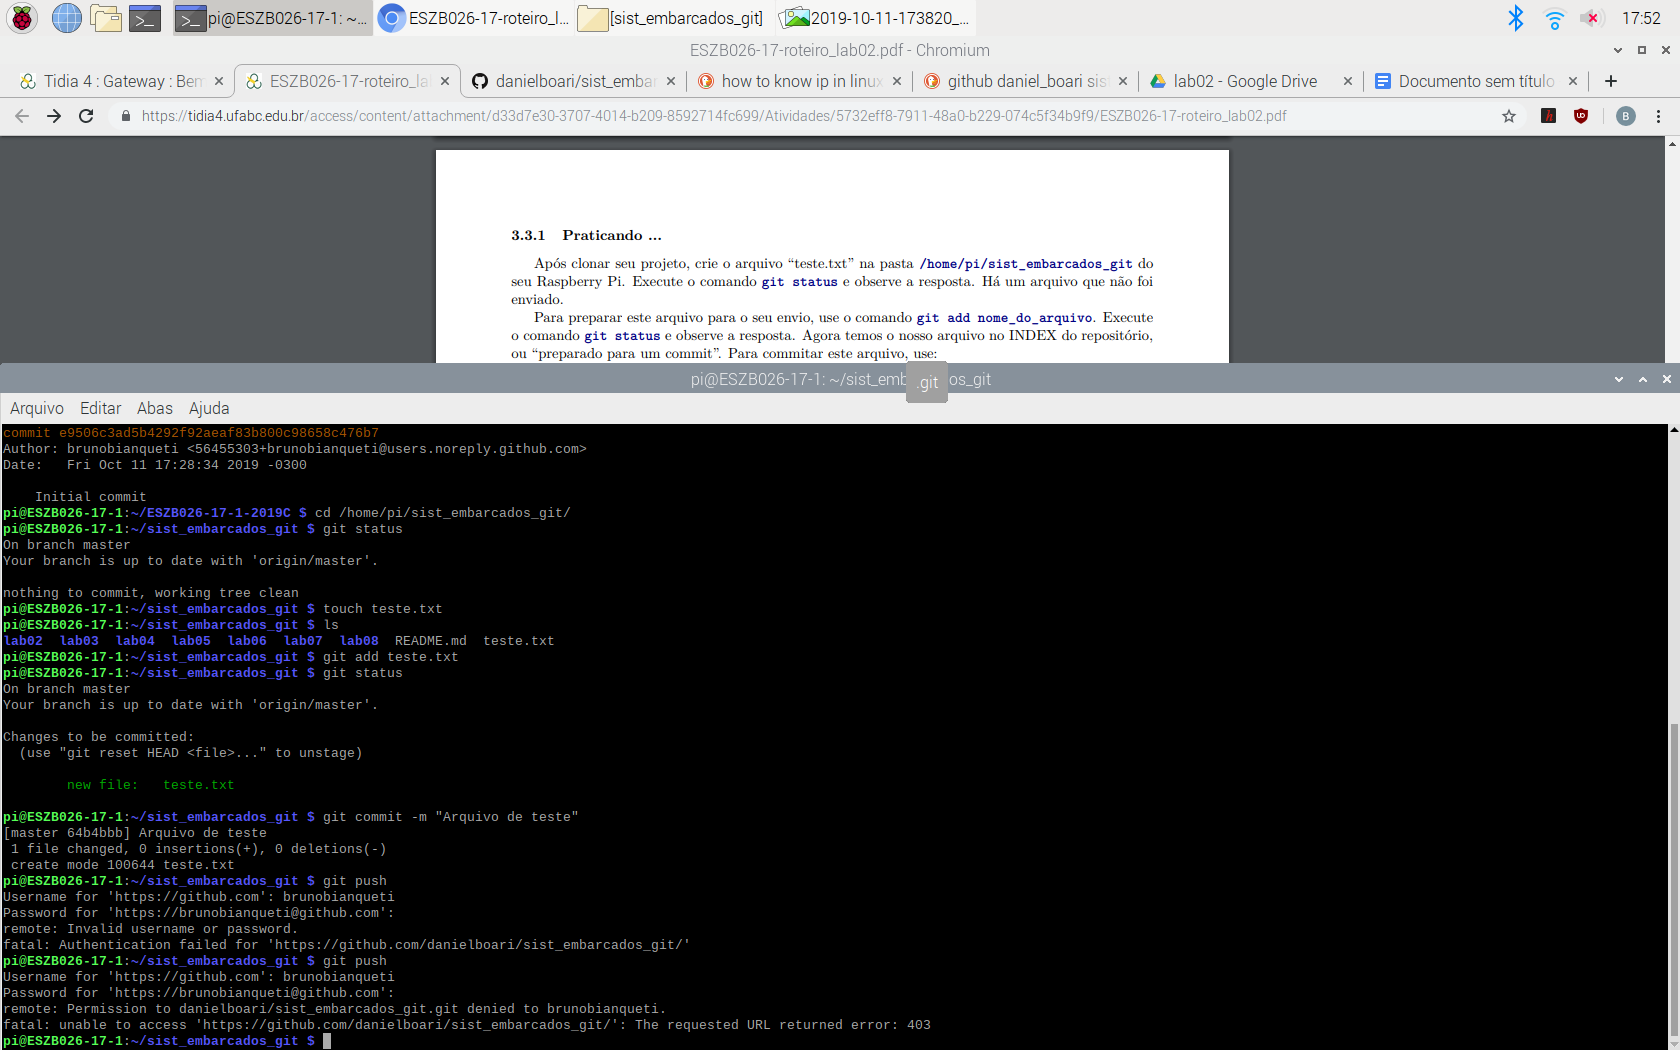 pi@ESZB026-17-1: ~... ESZB026-17-roteiro_l... [sist_embarcados_git] 2019-10-11-173820_... 17:52
ESZB026-17-roteiro_lab02.pdf - Chromium
Tidia 4 : Gateway : Bem ESZB026-17-roteiro_la danielboari/sist_embar how to know ip in linux github daniel_boari sis lab02 - Google Drive Documento sem título
https://tidia4.ufabc.edu.br/access/content/attachment/d33d7e30-3707-4014-b209-8592714fc699/Atividades/5732eff8-7911-48a0-b229-074c5f34b9f9/ESZB026-17-roteiro_lab02.pdf
3.3.1 Praticando ...
Após clonar seu projeto, crie o arquivo “teste.txt” na pasta /home/pi/sist_embarcados_git do
seu Raspberry Pi. Execute o comando git status e observe a resposta. Há um arquivo que não foi
enviado.
Para preparar este arquivo para o seu envio, use o comando git add nome_do_arquivo. Execute
o comando git status e observe a resposta. Agora temos o nosso arquivo no INDEX do repositório,
ou “preparado para um commit”. Para commitar este arquivo, use:
pi@ESZB026-17-1: ~/sist_emb .git os_git
Arquivo Editar Abas Ajuda
commit e9506c3ad5b4292f92aeaf83b800c98658c476b7
Author: brunobianqueti <56455303+brunobianqueti@users.noreply.github.com>
Date:   Fri Oct 11 17:28:34 2019 -0300
Initial commit
pi@ESZB026-17-1:~/ESZB026-17-1-2019C $ cd /home/pi/sist_embarcados_git/
pi@ESZB026-17-1:~/sist_embarcados_git $ git status
On branch master
Your branch is up to date with 'origin/master'.
nothing to commit, working tree clean
pi@ESZB026-17-1:~/sist_embarcados_git $ touch teste.txt
pi@ESZB026-17-1:~/sist_embarcados_git $ ls
lab02  lab03  lab04  lab05  lab06  lab07  lab08  README.md  teste.txt
pi@ESZB026-17-1:~/sist_embarcados_git $ git add teste.txt
pi@ESZB026-17-1:~/sist_embarcados_git $ git status
On branch master
Your branch is up to date with 'origin/master'.
Changes to be committed:
(use "git reset HEAD <file>..." to unstage)
new file:   teste.txt
pi@ESZB026-17-1:~/sist_embarcados_git $ git commit -m "Arquivo de teste"
[master 64b4bbb] Arquivo de teste
1 file changed, 0 insertions(+), 0 deletions(-)
create mode 100644 teste.txt
pi@ESZB026-17-1:~/sist_embarcados_git $ git push
Username for 'https://github.com': brunobianqueti
Password for 'https://brunobianqueti@github.com':
remote: Invalid username or password.
fatal: Authentication failed for 'https://github.com/danielboari/sist_embarcados_git/'
pi@ESZB026-17-1:~/sist_embarcados_git $ git push
Username for 'https://github.com': brunobianqueti
Password for 'https://brunobianqueti@github.com':
remote: Permission to danielboari/sist_embarcados_git.git denied to brunobianqueti.
fatal: unable to access 'https://github.com/danielboari/sist_embarcados_git/': The requested URL returned error: 403
pi@ESZB026-17-1:~/sist_embarcados_git $